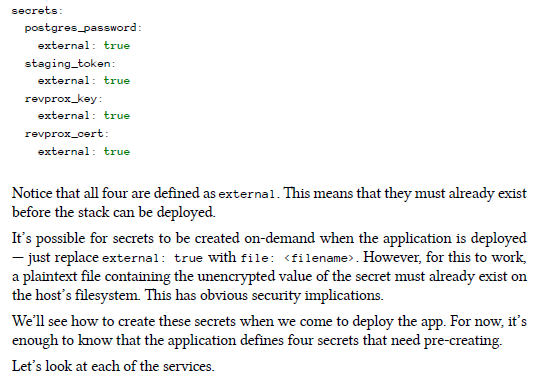 secrets:
postgres_password:
external: true
staging_token:
external: true
revprox_key:
external: true
revprox_cert:
external: true
Notice that all four are defined as external. This means that they must already exist
before the stack can be deployed.
It's possible for secrets to be created on-demand when the application is deployed
— just replace external: true with file: <filename>. However, for this to work,
a plaintext file containing the unencrypted value of the secret must already exist on
the host's filesystem. This has obvious security implications.
We'll see how to create these secrets when we come to deploy the app. For now, it's
enough to know that the application defines four secrets that need pre-creating.
Let's look at each of the services.